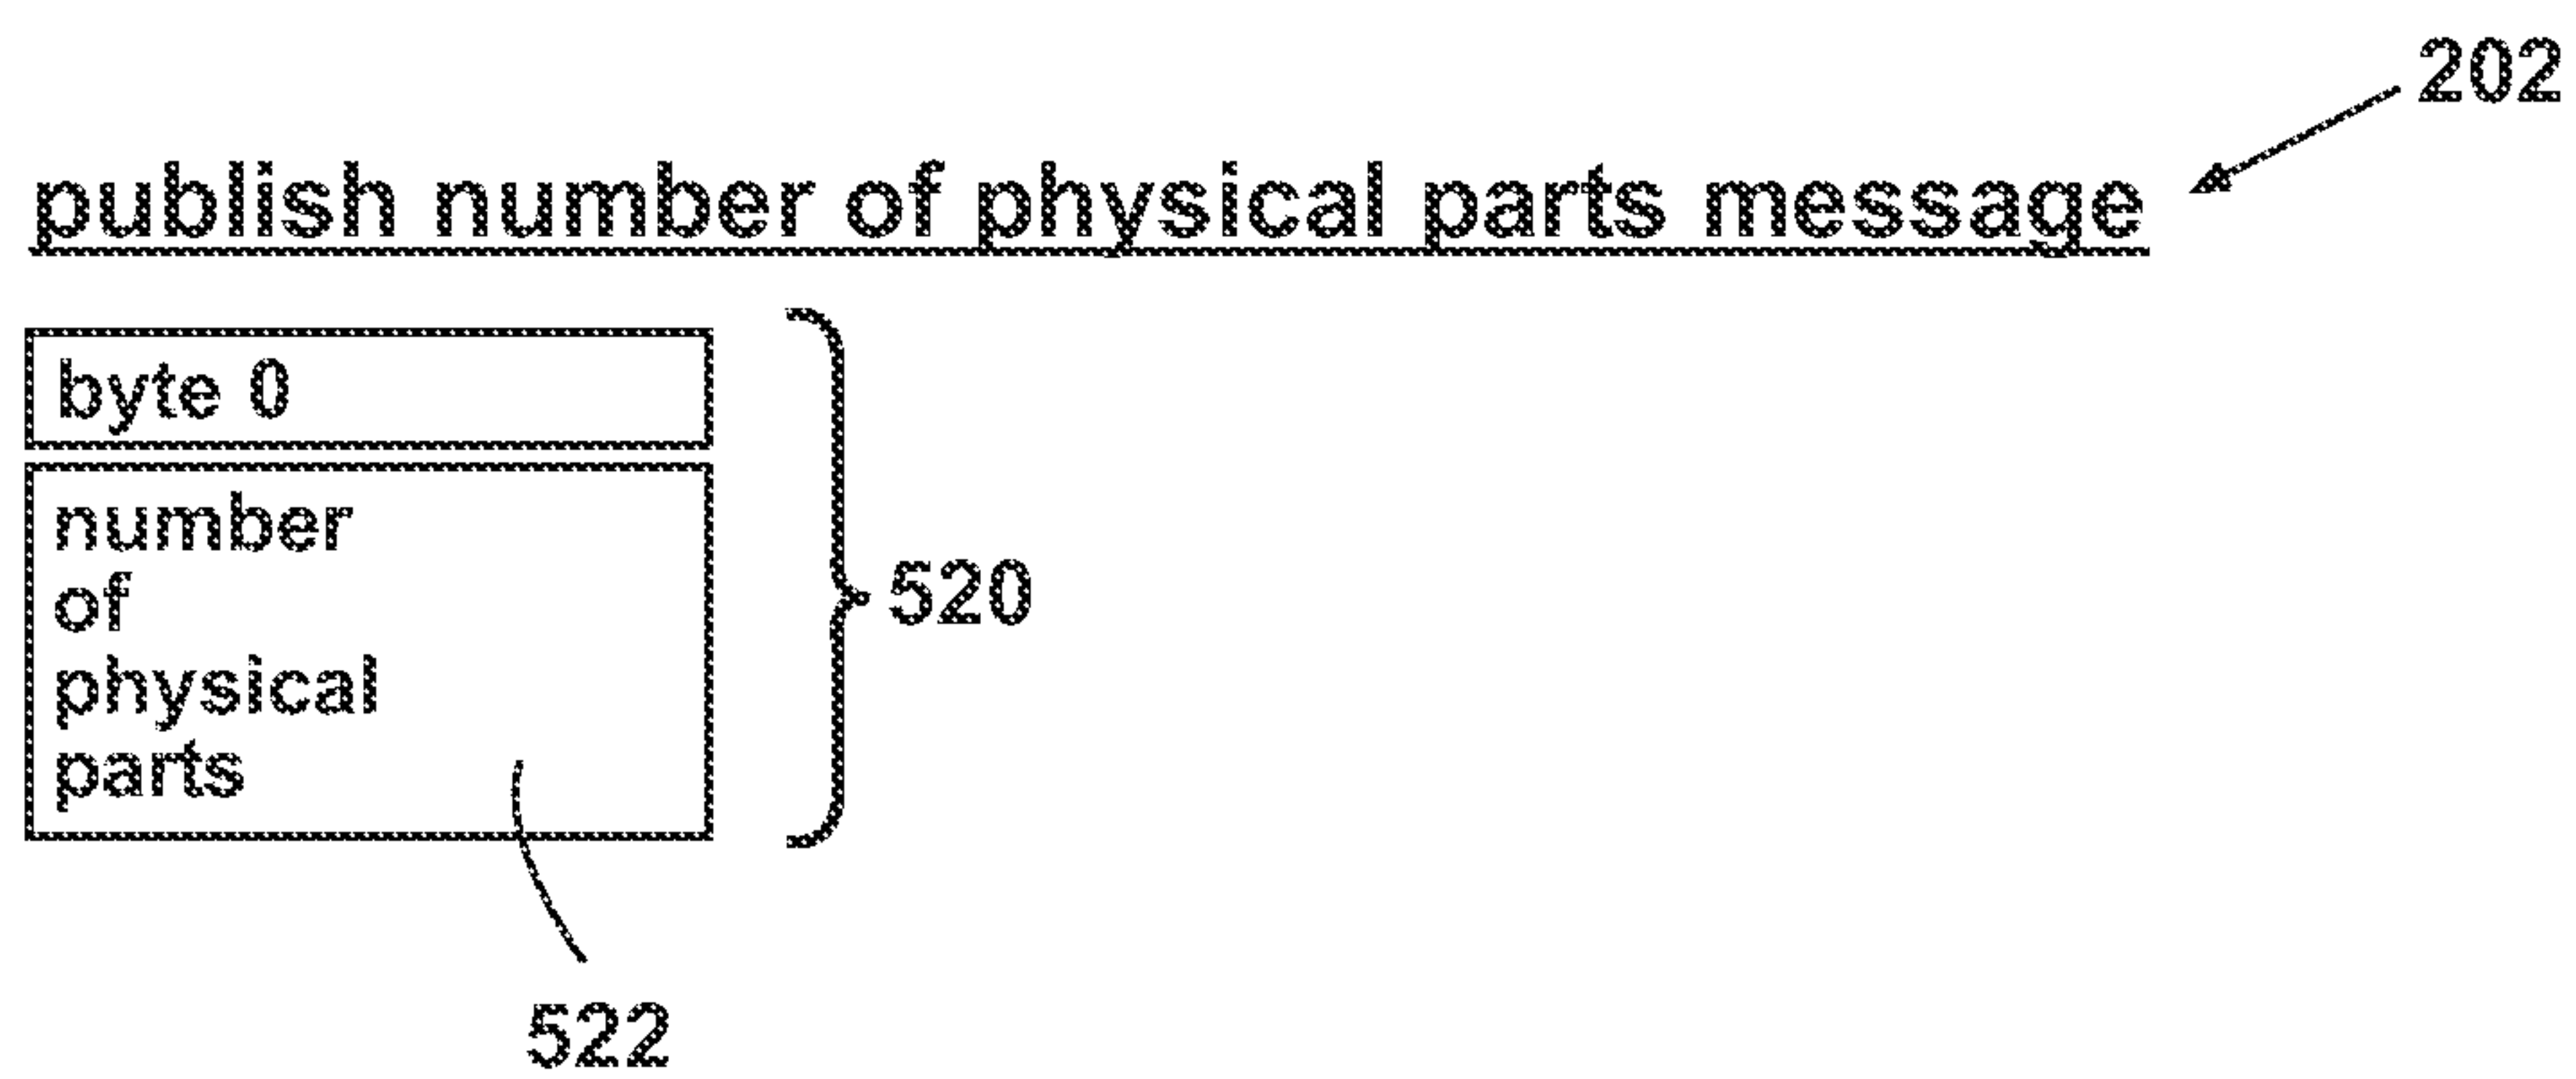 202
publish number of physical parts message
byte 0
number
of
physical
parts
520
522